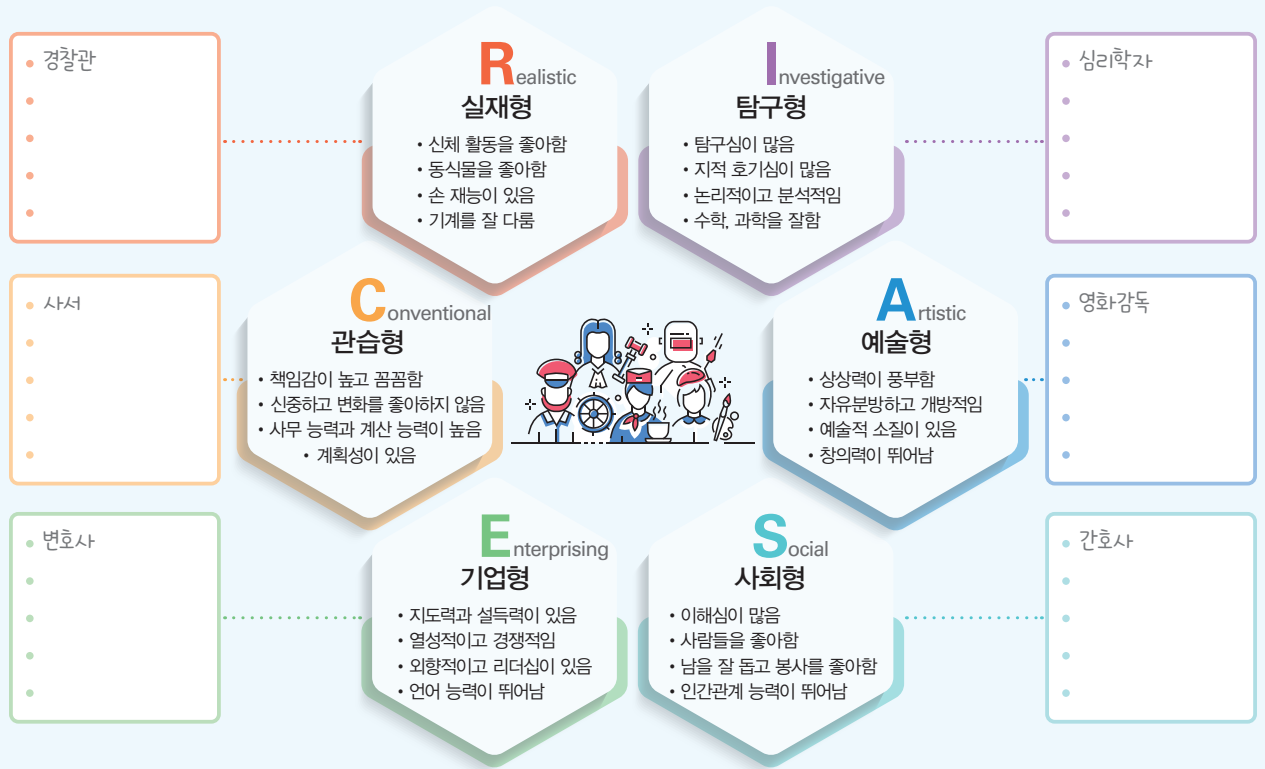 • 경찰관
•
•
•
•
Realistic
실재형
• 신체 활동을 좋아함
• 동식물을 좋아함
• 손 재능이 있음
• 기계를 잘 다룸
Investigative
탐구형
• 탐구심이 많음
• 지적 호기심이 많음
• 논리적이고 분석적임
• 수학, 과학을 잘함
• 심리학자
•
•
•
•
• 사서
•
•
•
•
Conventional
관습형
• 책임감이 높고 꼼꼼함
• 신중하고 변화를 좋아하지 않음
• 사무 능력과 계산 능력이 높음
• 계획성이 있음
Artistic
예술형
• 상상력이 풍부함
• 자유분방하고 개방적임
• 예술적 소질이 있음
• 창의력이 뛰어남
• 영화감독
•
•
•
•
• 변호사
•
•
•
•
Enterprising
기업형
• 지도력과 설득력이 있음
• 열성적이고 경쟁적임
• 외향적이고 리더십이 있음
• 언어 능력이 뛰어남
Social
사회형
• 이해심이 많음
• 사람들을 좋아함
• 남을 잘 돕고 봉사를 좋아함
• 인간관계 능력이 뛰어남
• 간호사
•
•
•
•